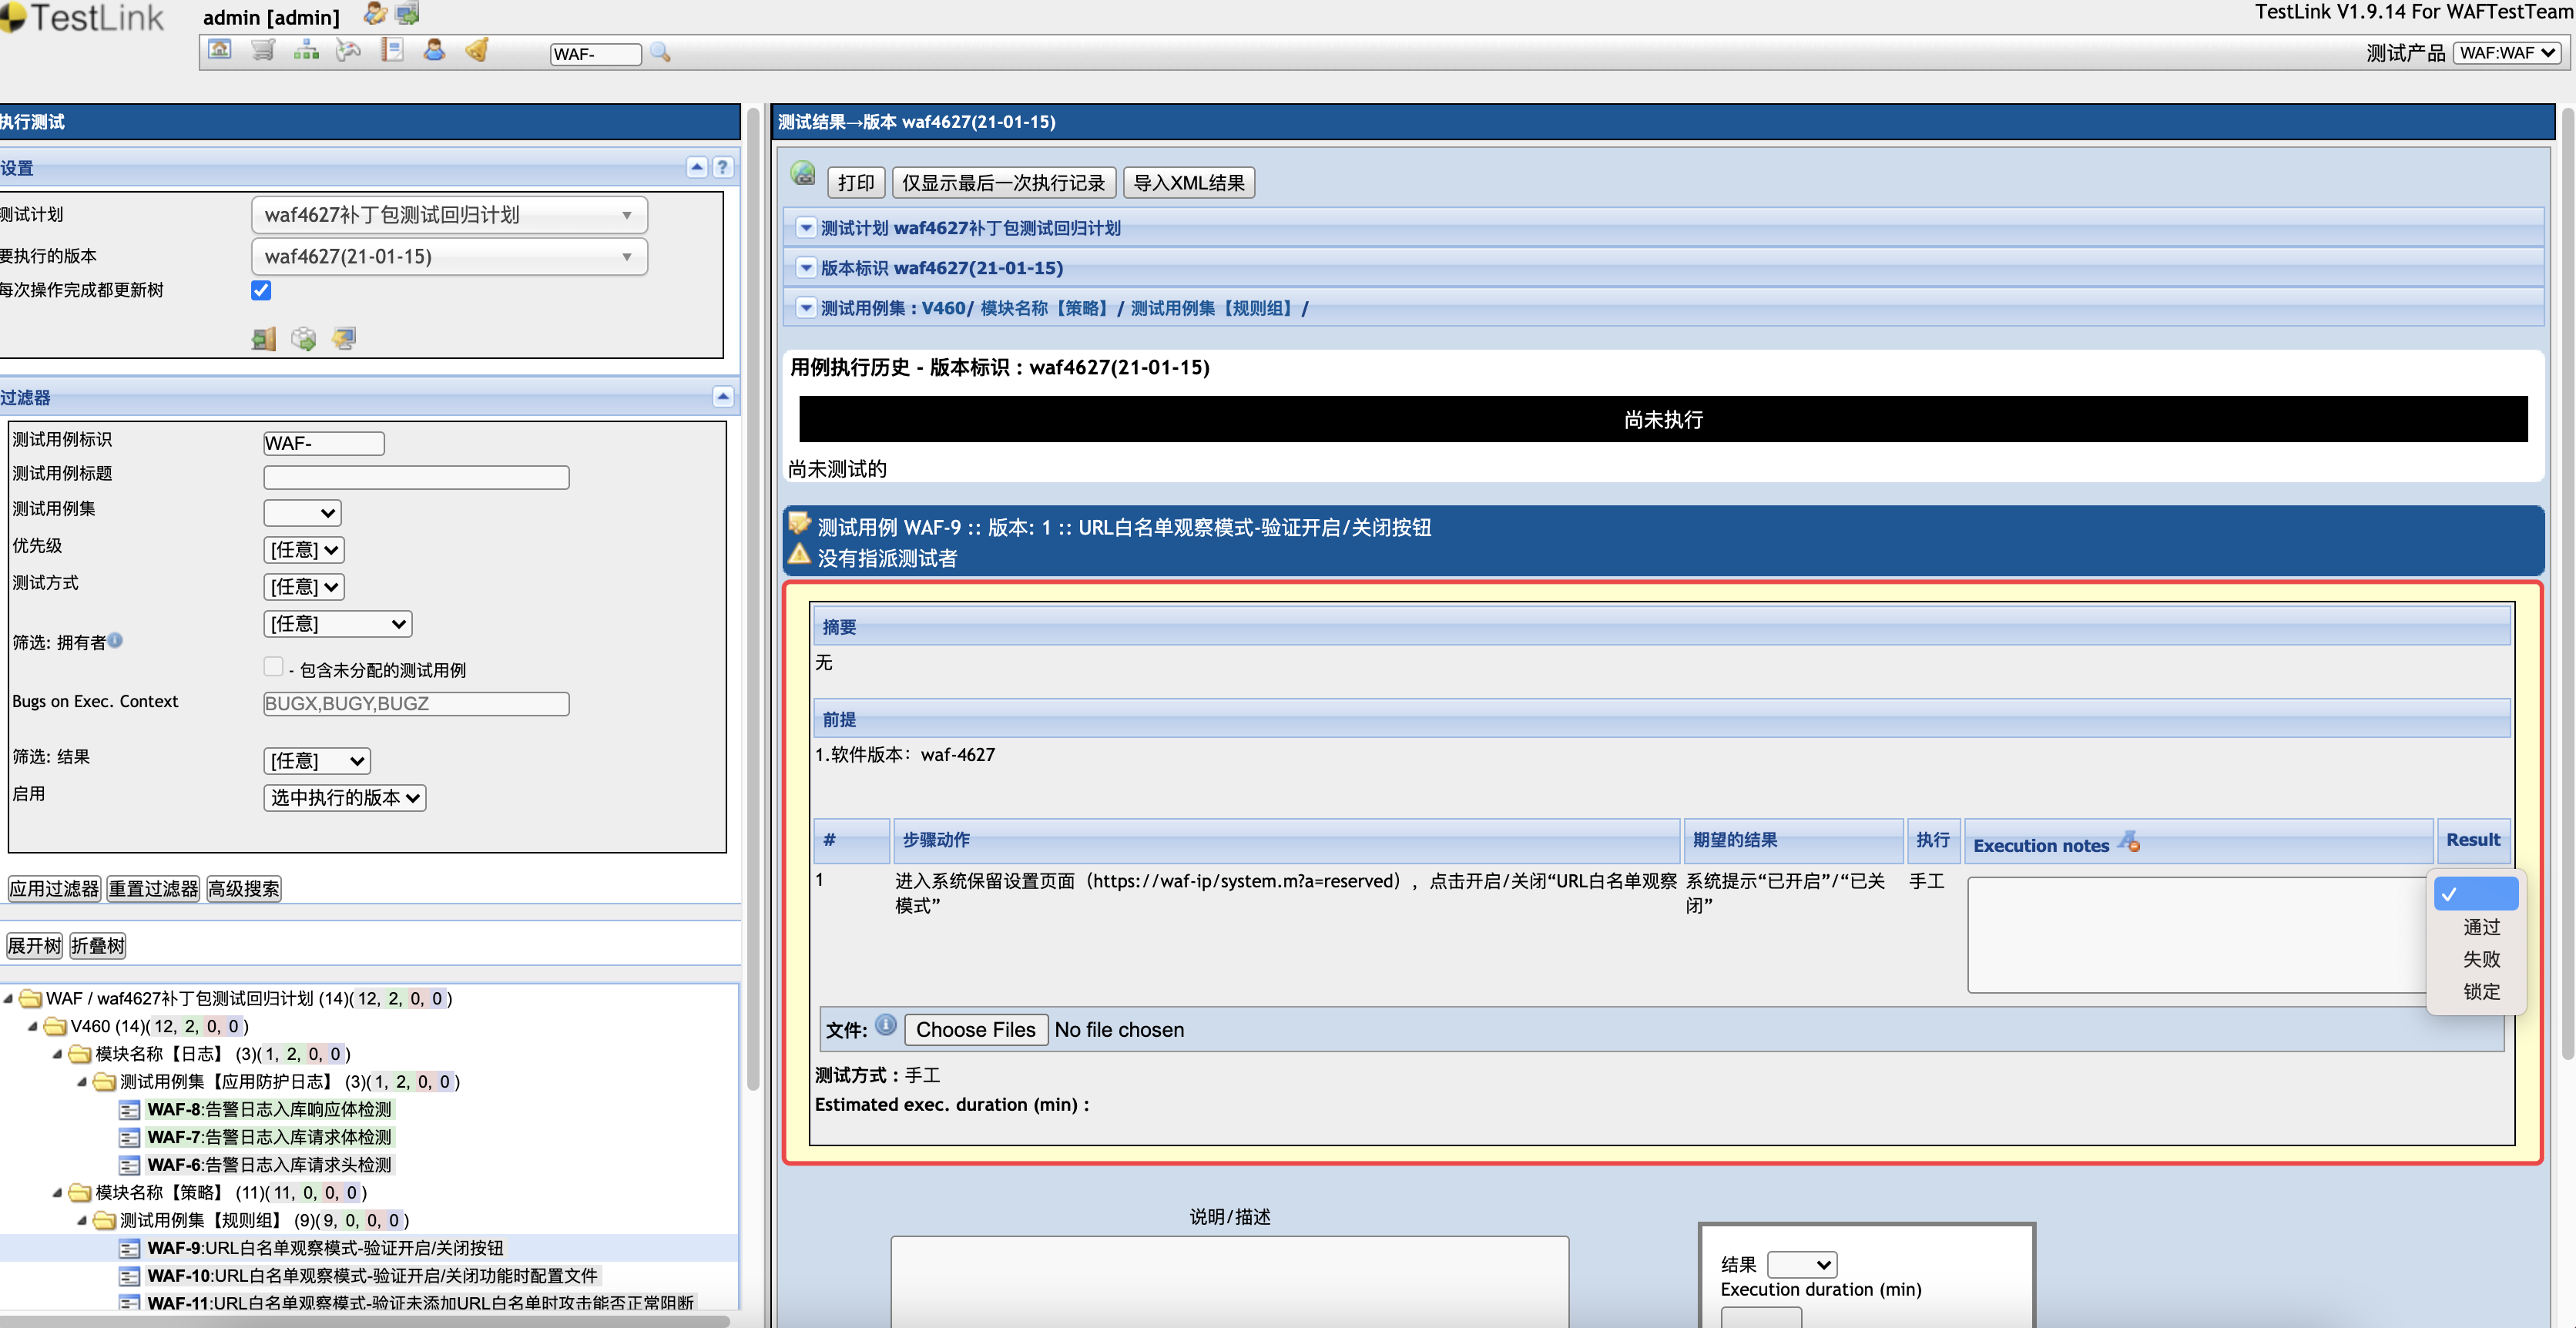 TestLink
admin [admin]
TestLink V1.9.14 For WAFTestTeam
WAF-
测试产品 WAF:WAF
执行测试
设置
测试计划 waf4627补丁包测试回归计划
要执行的版本 waf4627(21-01-15)
每次操作完成都更新树
过滤器
测试用例标识 WAF-
测试用例标题
测试用例集
优先级 [任意]
测试方式 [任意]
[任意]
筛选: 拥有者
- 包含未分配的测试用例
Bugs on Exec. Context BUGX,BUGY,BUGZ
筛选: 结果 [任意]
启用 选中执行的版本
应用过滤器 重置过滤器 高级搜索
展开树 折叠树
WAF / waf4627补丁包测试回归计划 (14)( 12, 2, 0, 0 )
V460 (14)( 12, 2, 0, 0 )
模块名称【日志】 (3)( 1, 2, 0, 0 )
测试用例集【应用防护日志】 (3)( 1, 2, 0, 0 )
WAF-8:告警日志入库响应体检测
WAF-7:告警日志入库请求体检测
WAF-6:告警日志入库请求头检测
模块名称【策略】 (11)( 11, 0, 0, 0 )
测试用例集【规则组】 (9)( 9, 0, 0, 0 )
WAF-9:URL白名单观察模式-验证开启/关闭按钮
WAF-10:URL白名单观察模式-验证开启/关闭功能时配置文件
WAF-11:URL白名单观察模式-验证未添加URL白名单时攻击能否正常阻断
测试结果→版本 waf4627(21-01-15)
打印 仅显示最后一次执行记录 导入XML结果
测试计划 waf4627补丁包测试回归计划
版本标识 waf4627(21-01-15)
测试用例集 : V460/ 模块名称【策略】/ 测试用例集【规则组】/
用例执行历史 - 版本标识 : waf4627(21-01-15)
尚未执行
尚未测试的
测试用例 WAF-9 :: 版本: 1 :: URL白名单观察模式-验证开启/关闭按钮
没有指派测试者
摘要
无
前提
1.软件版本：waf-4627
# 步骤动作 期望的结果 执行 Execution notes Result
1 进入系统保留设置页面（https://waf-ip/system.m?a=reserved），点击开启/关闭“URL白名单观察 系统提示“已开启”/“已关 手工
模式” 闭”
通过
失败
锁定
文件: Choose Files No file chosen
测试方式 : 手工
Estimated exec. duration (min) :
说明/描述
结果
Execution duration (min)